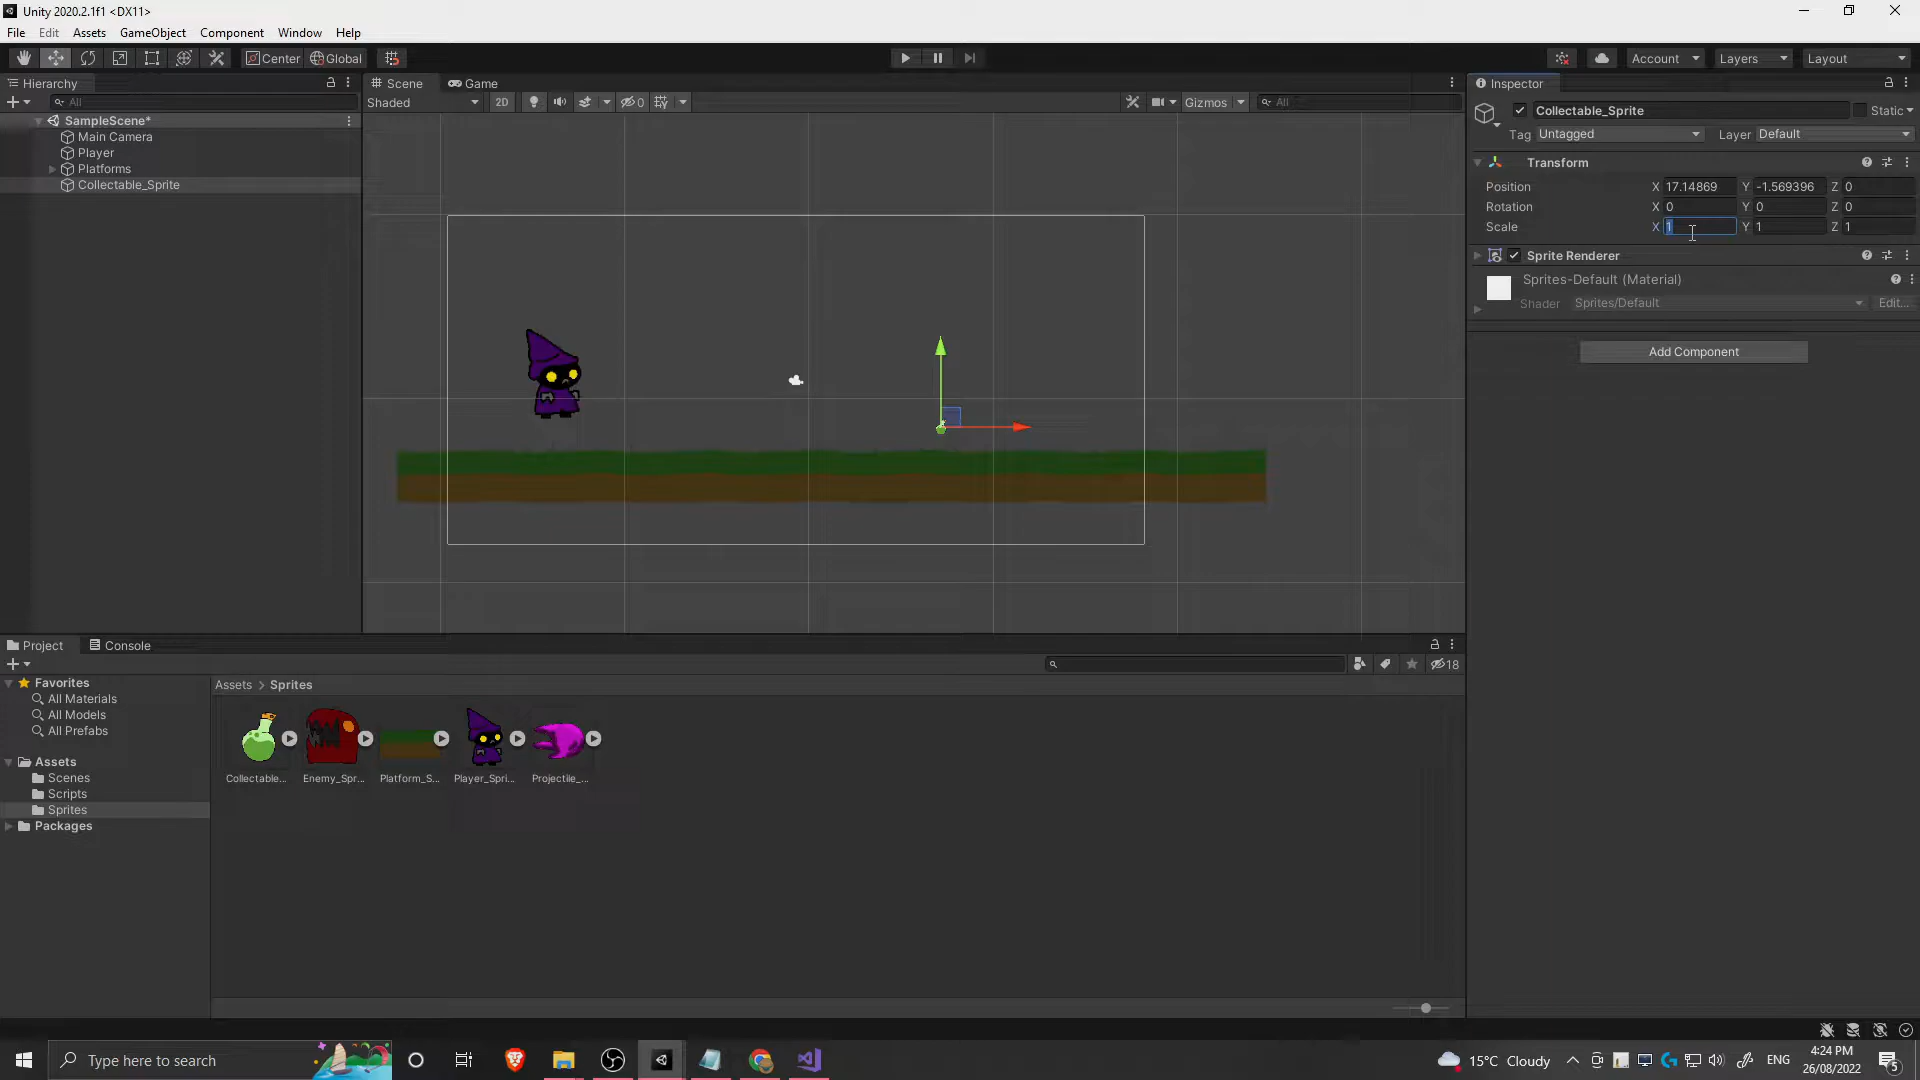 Unity 2020.2.1f1 <DX11>
File Edit Assets GameObject Component Window Help
Center Global Account Layers Layout
Hierarchy
All
SampleScene*
Main Camera
Player
Platforms
Collectable_Sprite
Scene Game
Shaded 2D 0 Gizmos All
Inspector
Collectable_Sprite Static
Tag Untagged Layer Default
Transform
Position X 17.14869 Y -1.569396 Z 0
Rotation X 0 Y 0 Z 0
Scale X 1 Y 1 Z 1
Sprite Renderer
Sprites-Default (Material)
Shader Sprites/Default Edit...
Add Component
Project Console
18
Favorites
All Materials
All Models
All Prefabs
Assets
Scenes
Scripts
Sprites
Packages
Assets > Sprites
Collectable... Enemy_Spr... Platform_S... Player_Spri... Projectile_...
Type here to search
15°C Cloudy
ENG
4:24 PM
26/08/2022
5